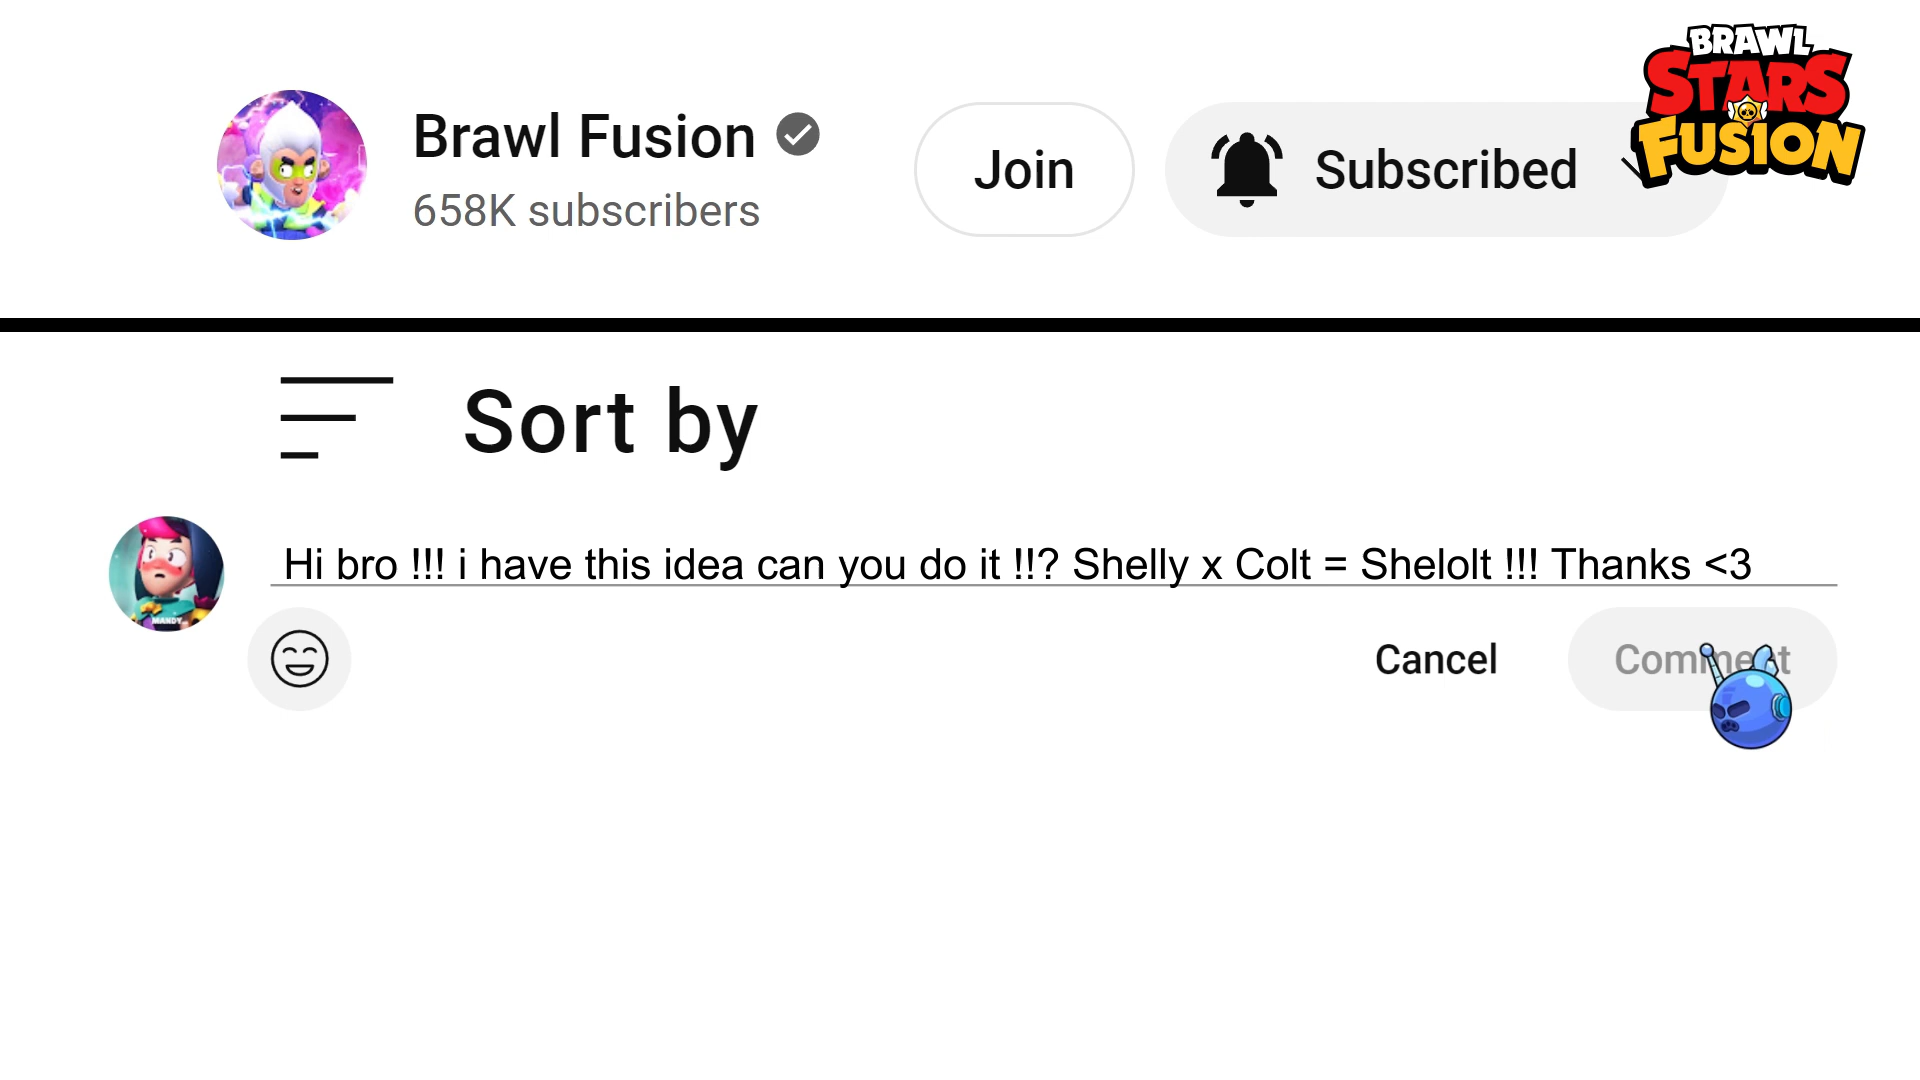 BRAWL
STARS
FUSION
Brawl Fusion
658K subscribers
Join
Subscribed
Sort by
Hi bro !!! i have this idea can you do it !!? Shelly x Colt = Shelolt !!! Thanks <3
MANDY
Cancel
Comment